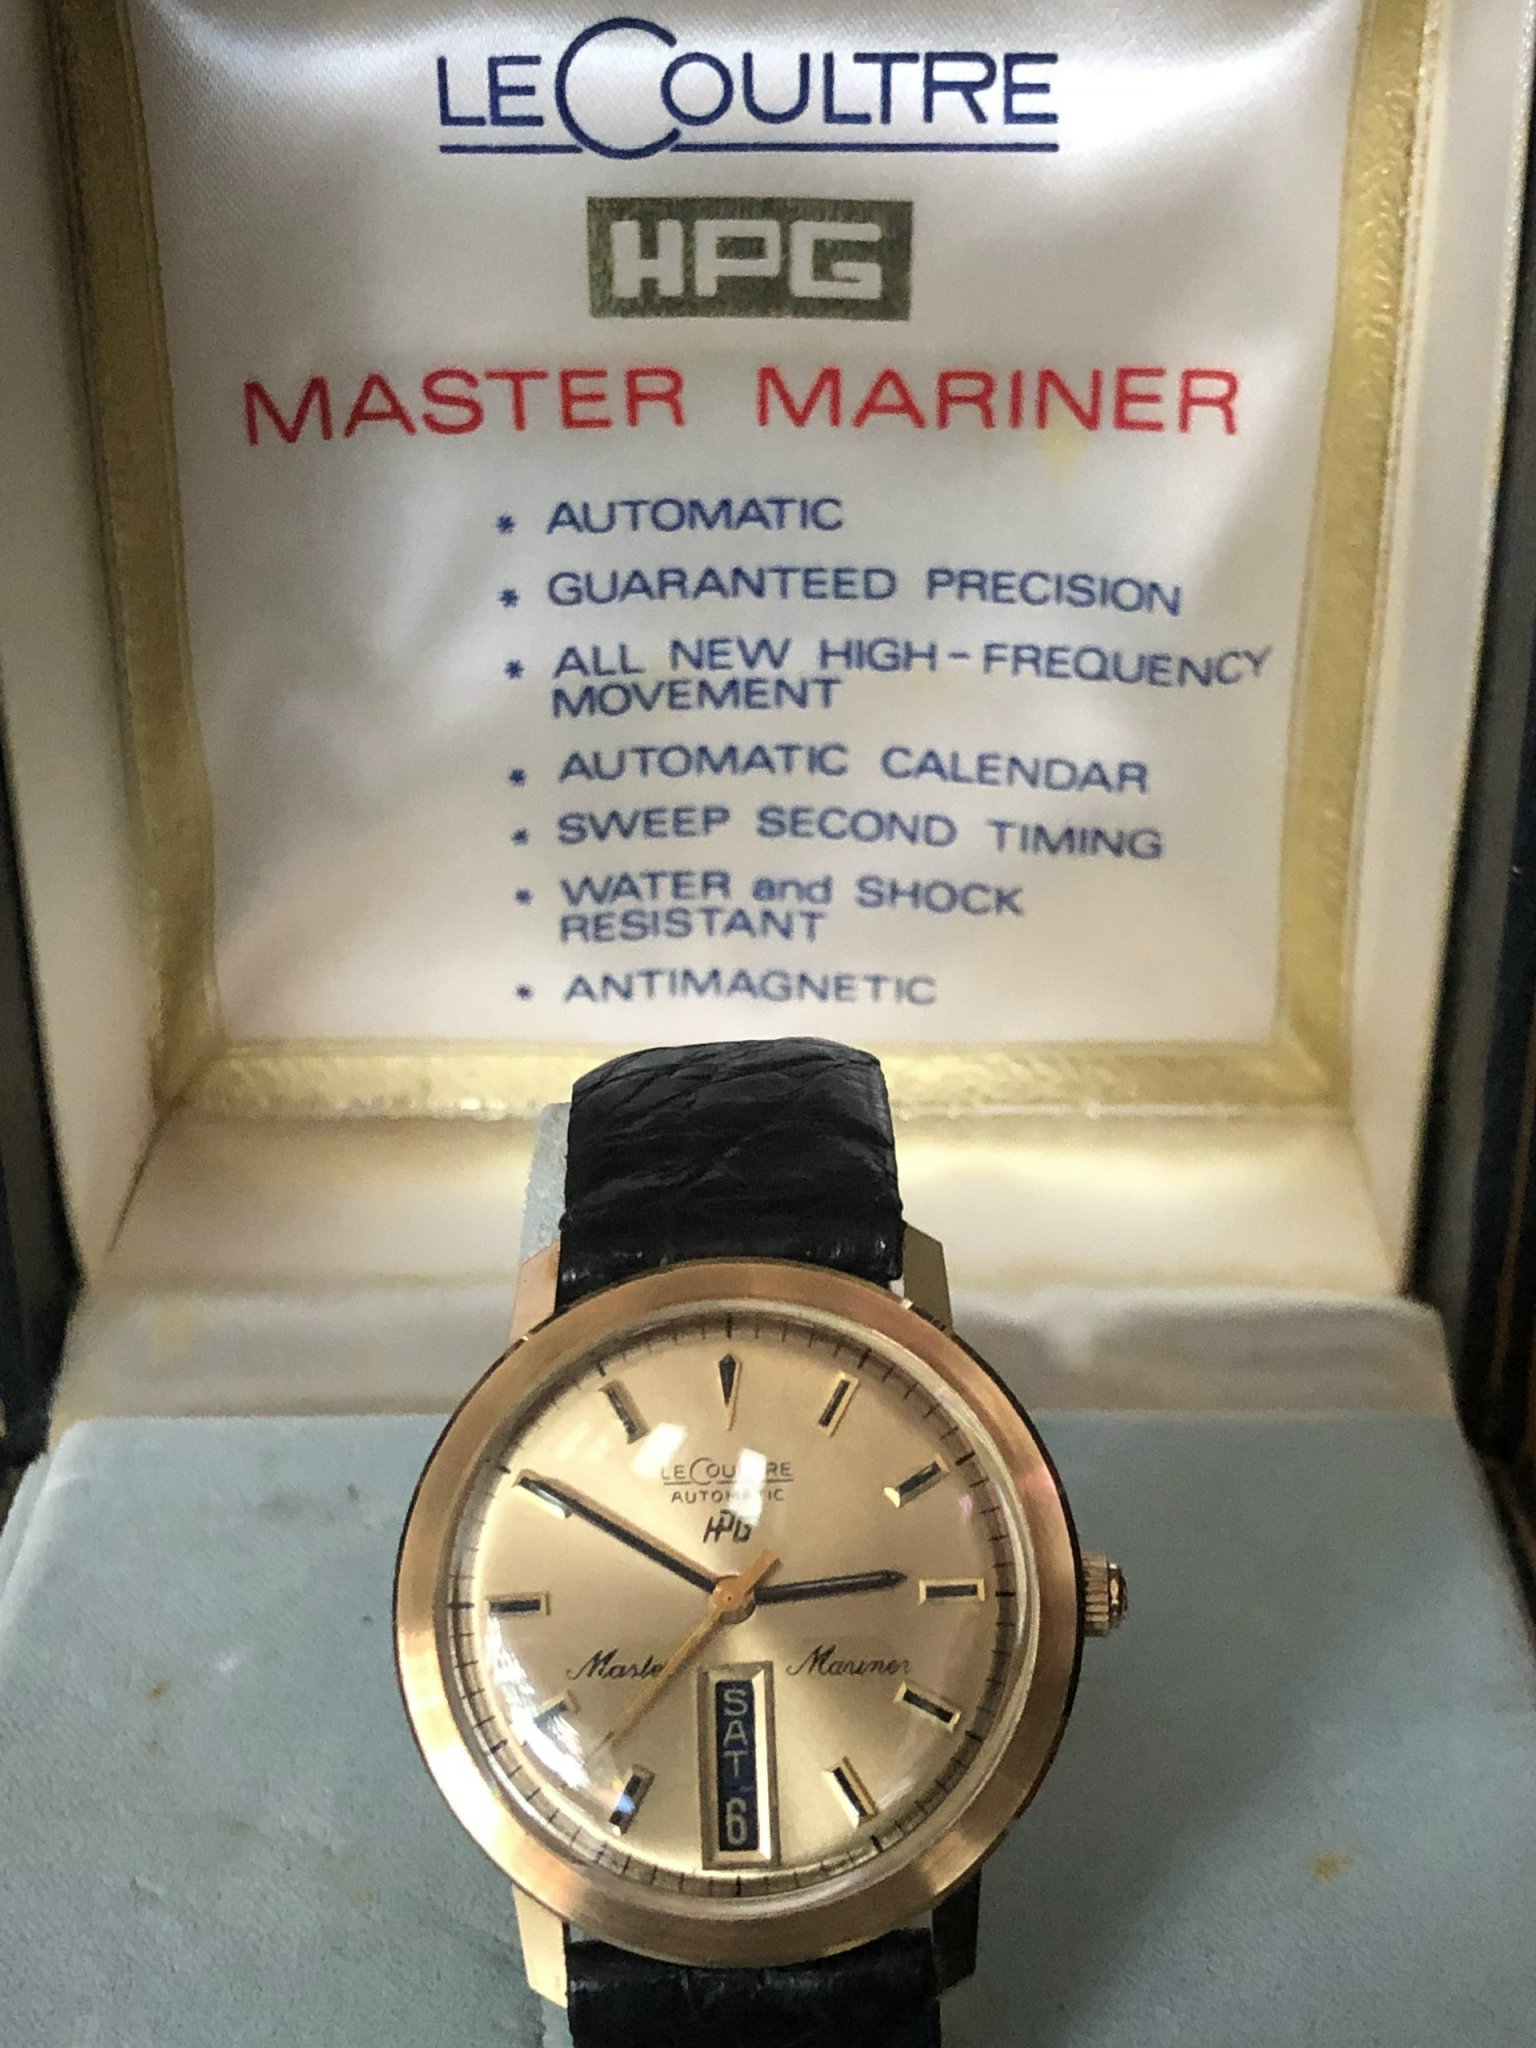 LECOULTRE
HPG
MASTER MARINER
* AUTOMATIC
* GUARANTEED PRECISION
* ALL NEW HIGH-FREQUENCY
MOVEMENT
* AUTOMATIC CALENDAR
* SWEEP SECOND TIMING
* WATER and SHOCK
RESISTANT
* ANTIMAGNETIC
LECOULTRE
AUTOMATIC
HPG
Master Mariner
SAT 6